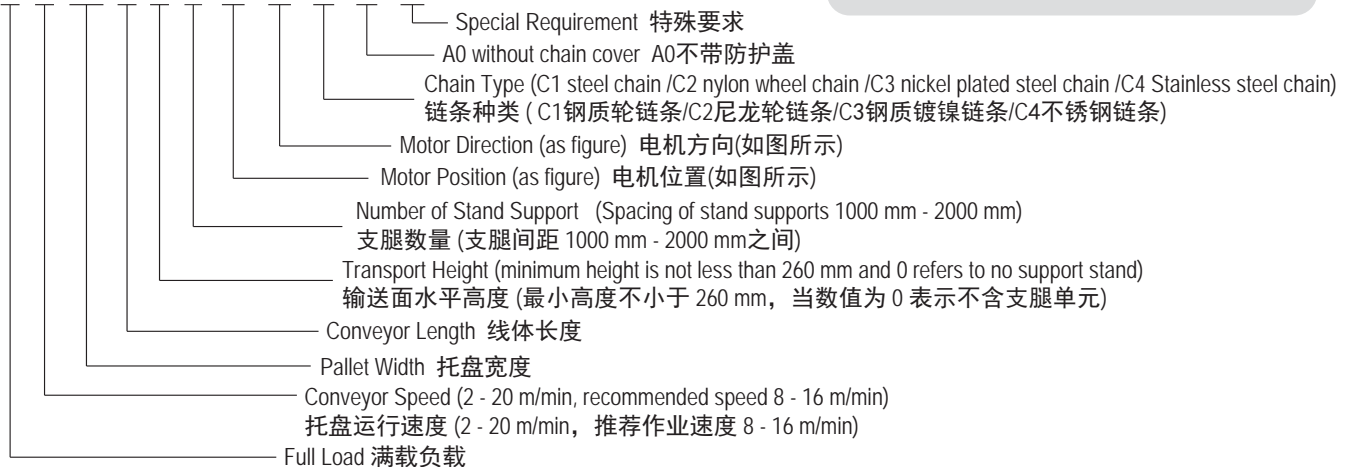 Special Requirement 特殊要求
A0 without chain cover A0不带防护盖
Chain Type (C1 steel chain /C2 nylon wheel chain /C3 nickel plated steel chain /C4 Stainless steel chain)
链条种类 ( C1钢质轮链条/C2尼龙轮链条/C3钢质镀镍链条/C4不锈钢链条)
Motor Direction (as figure) 电机方向(如图所示)
Motor Position (as figure) 电机位置(如图所示)
Number of Stand Support (Spacing of stand supports 1000 mm - 2000 mm)
支腿数量 (支腿间距 1000 mm - 2000 mm之间)
Transport Height (minimum height is not less than 260 mm and 0 refers to no support stand)
输送面水平高度 (最小高度不小于 260 mm，当数值为 0 表示不含支腿单元)
Conveyor Length 线体长度
Pallet Width 托盘宽度
Conveyor Speed (2 - 20 m/min, recommended speed 8 - 16 m/min)
托盘运行速度 (2 - 20 m/min，推荐作业速度 8 - 16 m/min)
Full Load 满载负载